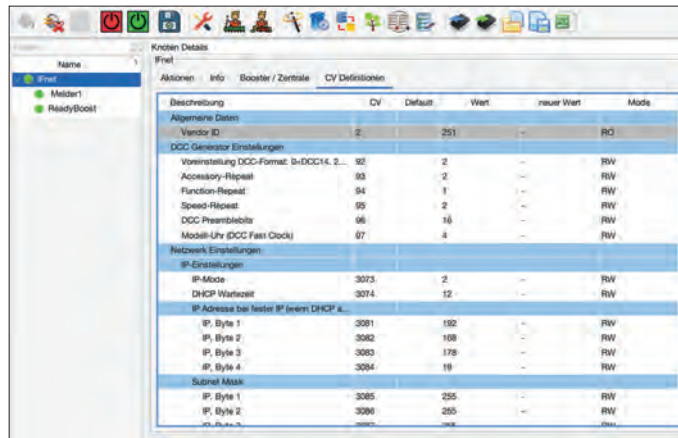 Knoten Details
Name
IFnet
IFnet
Aktionen Info Booster / Zentrale CV Definitionen
Melder1
ReadyBoost
Beschreibung CV Default Wert neuer Wert Mode
Allgemeine Daten
Vendor ID 2 251 - RO
DCC Generator Einstellungen
Voreinstellung DCC-Format: 0=DCC14, 2... 92 2 - RW
Accessory-Repeat 93 2 - RW
Function-Repeat 94 1 - RW
Speed-Repeat 95 2 - RW
DCC Preamblebits 96 16 - RW
Modell-Uhr (DCC Fast Clock) 97 4 - RW
Netzwerk Einstellungen
IP-Einstellungen
IP-Mode 3073 2 - RW
DHCP Wartezeit 3074 12 - RW
IP Adresse bei fester IP (wenn DHCP a...
IP, Byte 1 3081 192 - RW
IP, Byte 2 3082 168 - RW
IP, Byte 3 3083 178 - RW
IP, Byte 4 3084 19 - RW
Subnet Mask
IP, Byte 1 3085 255 - RW
IP, Byte 2 3086 255 - RW